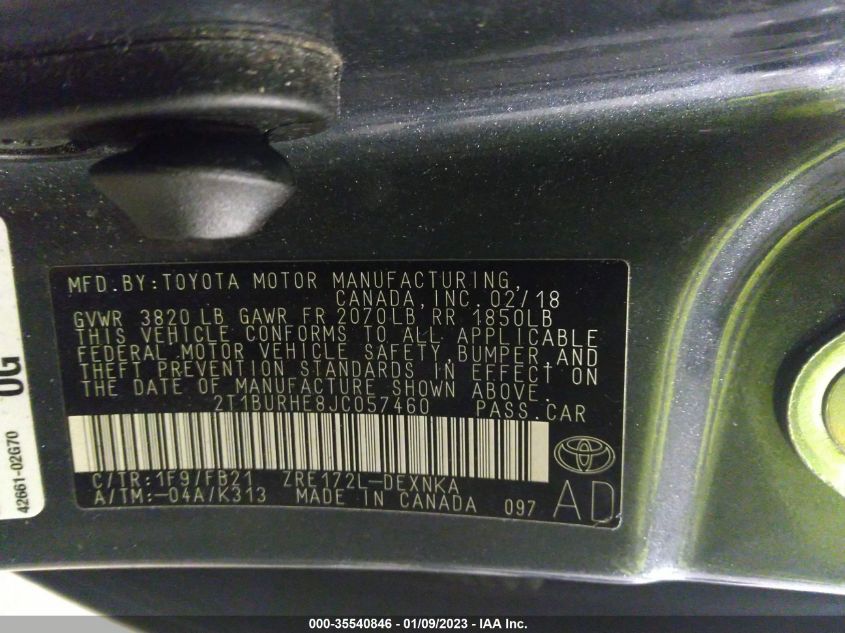 MFD.BY:TOYOTA MOTOR MANUFACTURING,
CANADA,INC. 02/18
GVWR 3820 LB GAWR FR 2070LB RR 1850LB
THIS VEHICLE CONFORMS TO ALL APPLICABLE
FEDERAL MOTOR VEHICLE SAFETY,BUMPER,AND
THEFT PREVENTION STANDARDS IN EFFECT ON
THE DATE OF MANUFACTURE SHOWN ABOVE.
2T1BURHE8JC057460 PASS.CAR
C/TR:1F9/FB21 ZRE172L-DEXNKA
A/TM:-04A/K313 MADE IN CANADA 097 AD
42661-02G70
0G
000-35540846 - 01/09/2023 - IAA Inc.